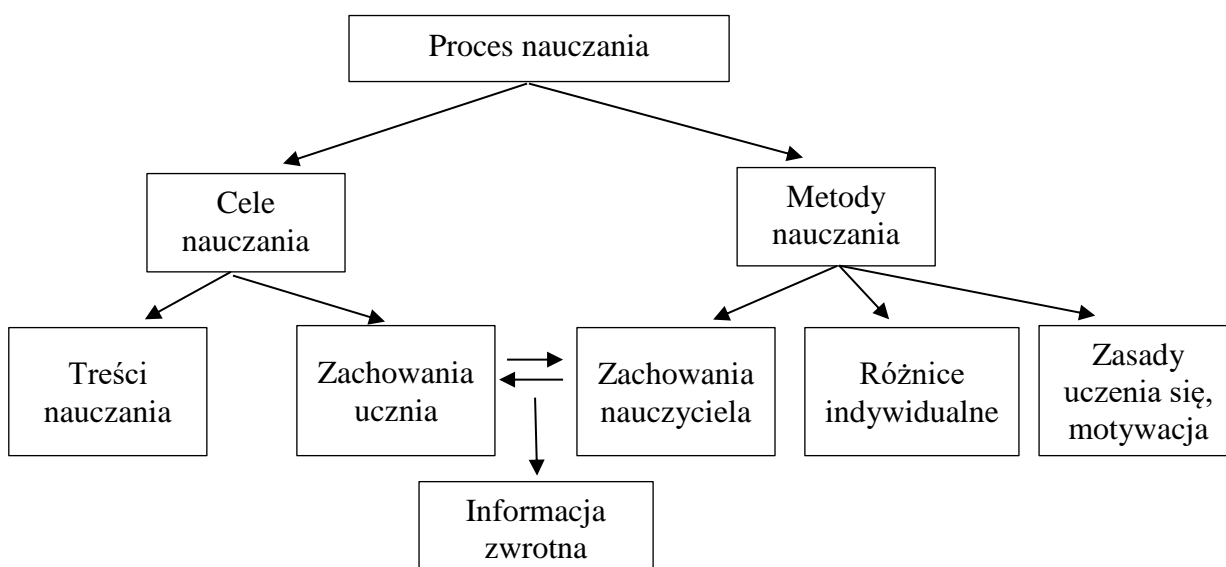 Proces nauczania
Cele
nauczania
Metody
nauczania
Treści
nauczania
Zachowania
ucznia
Zachowania
nauczyciela
Różnice
indywidualne
Zasady
uczenia się,
motywacja
Informacja
zwrotna